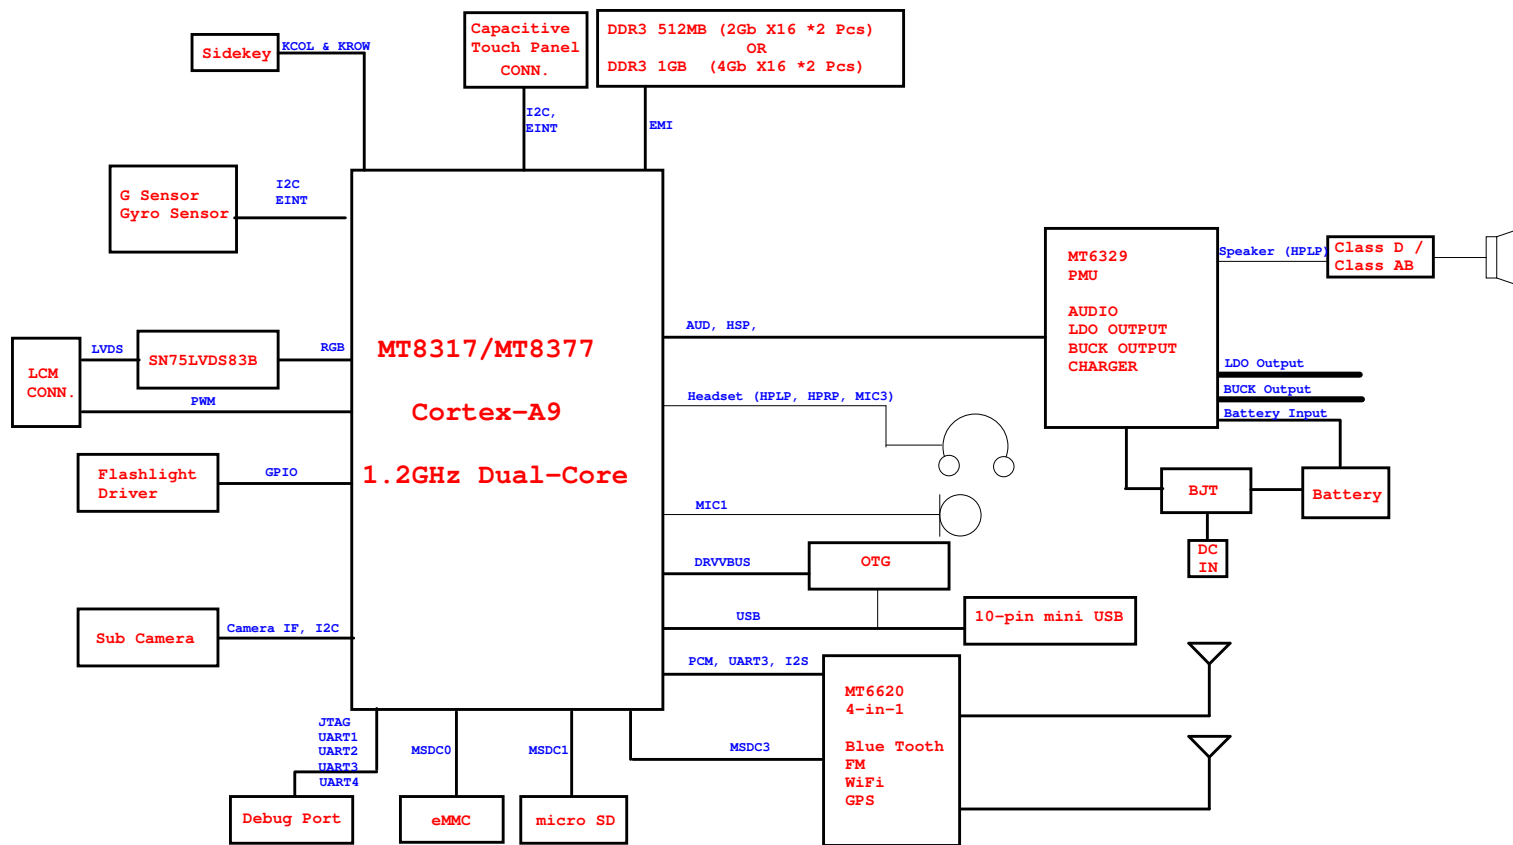 Sidekey
KCOL & KROW
Capacitive
Touch Panel
CONN.
DDR3 512MB (2Gb X16 *2 Pcs)
OR
DDR3 1GB (4Gb X16 *2 Pcs)
I2C,
EINT
EMI
G Sensor
Gyro Sensor
I2C
EINT
MT8317/MT8377
Cortex-A9
1.2GHz Dual-Core
LCM
CONN.
LVDS
SN75LVDS83B
RGB
PWM
Flashlight
Driver
GPIO
Sub Camera
Camera IF, I2C
AUD, HSP,
MT6329
PMU
AUDIO
LDO OUTPUT
BUCK OUTPUT
CHARGER
Speaker (HPLP)
Class D /
Class AB
LDO Output
BUCK Output
Battery Input
Headset (HPLP, HPRP, MIC3)
MIC1
BJT
Battery
DC
IN
DRVVBUS
OTG
USB
10-pin mini USB
PCM, UART3, I2S
MT6620
4-in-1
Blue Tooth
FM
WiFi
GPS
MSDC3
JTAG
UART1
UART2
UART3
UART4
MSDC0
MSDC1
Debug Port
eMMC
micro SD